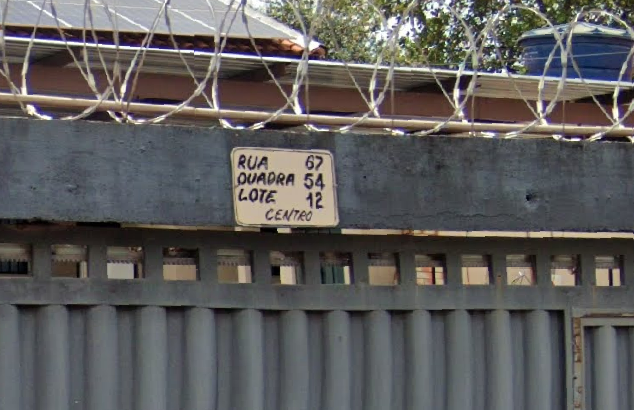 RUA 67
QUADRA 54
LOTE 12
CENTRO